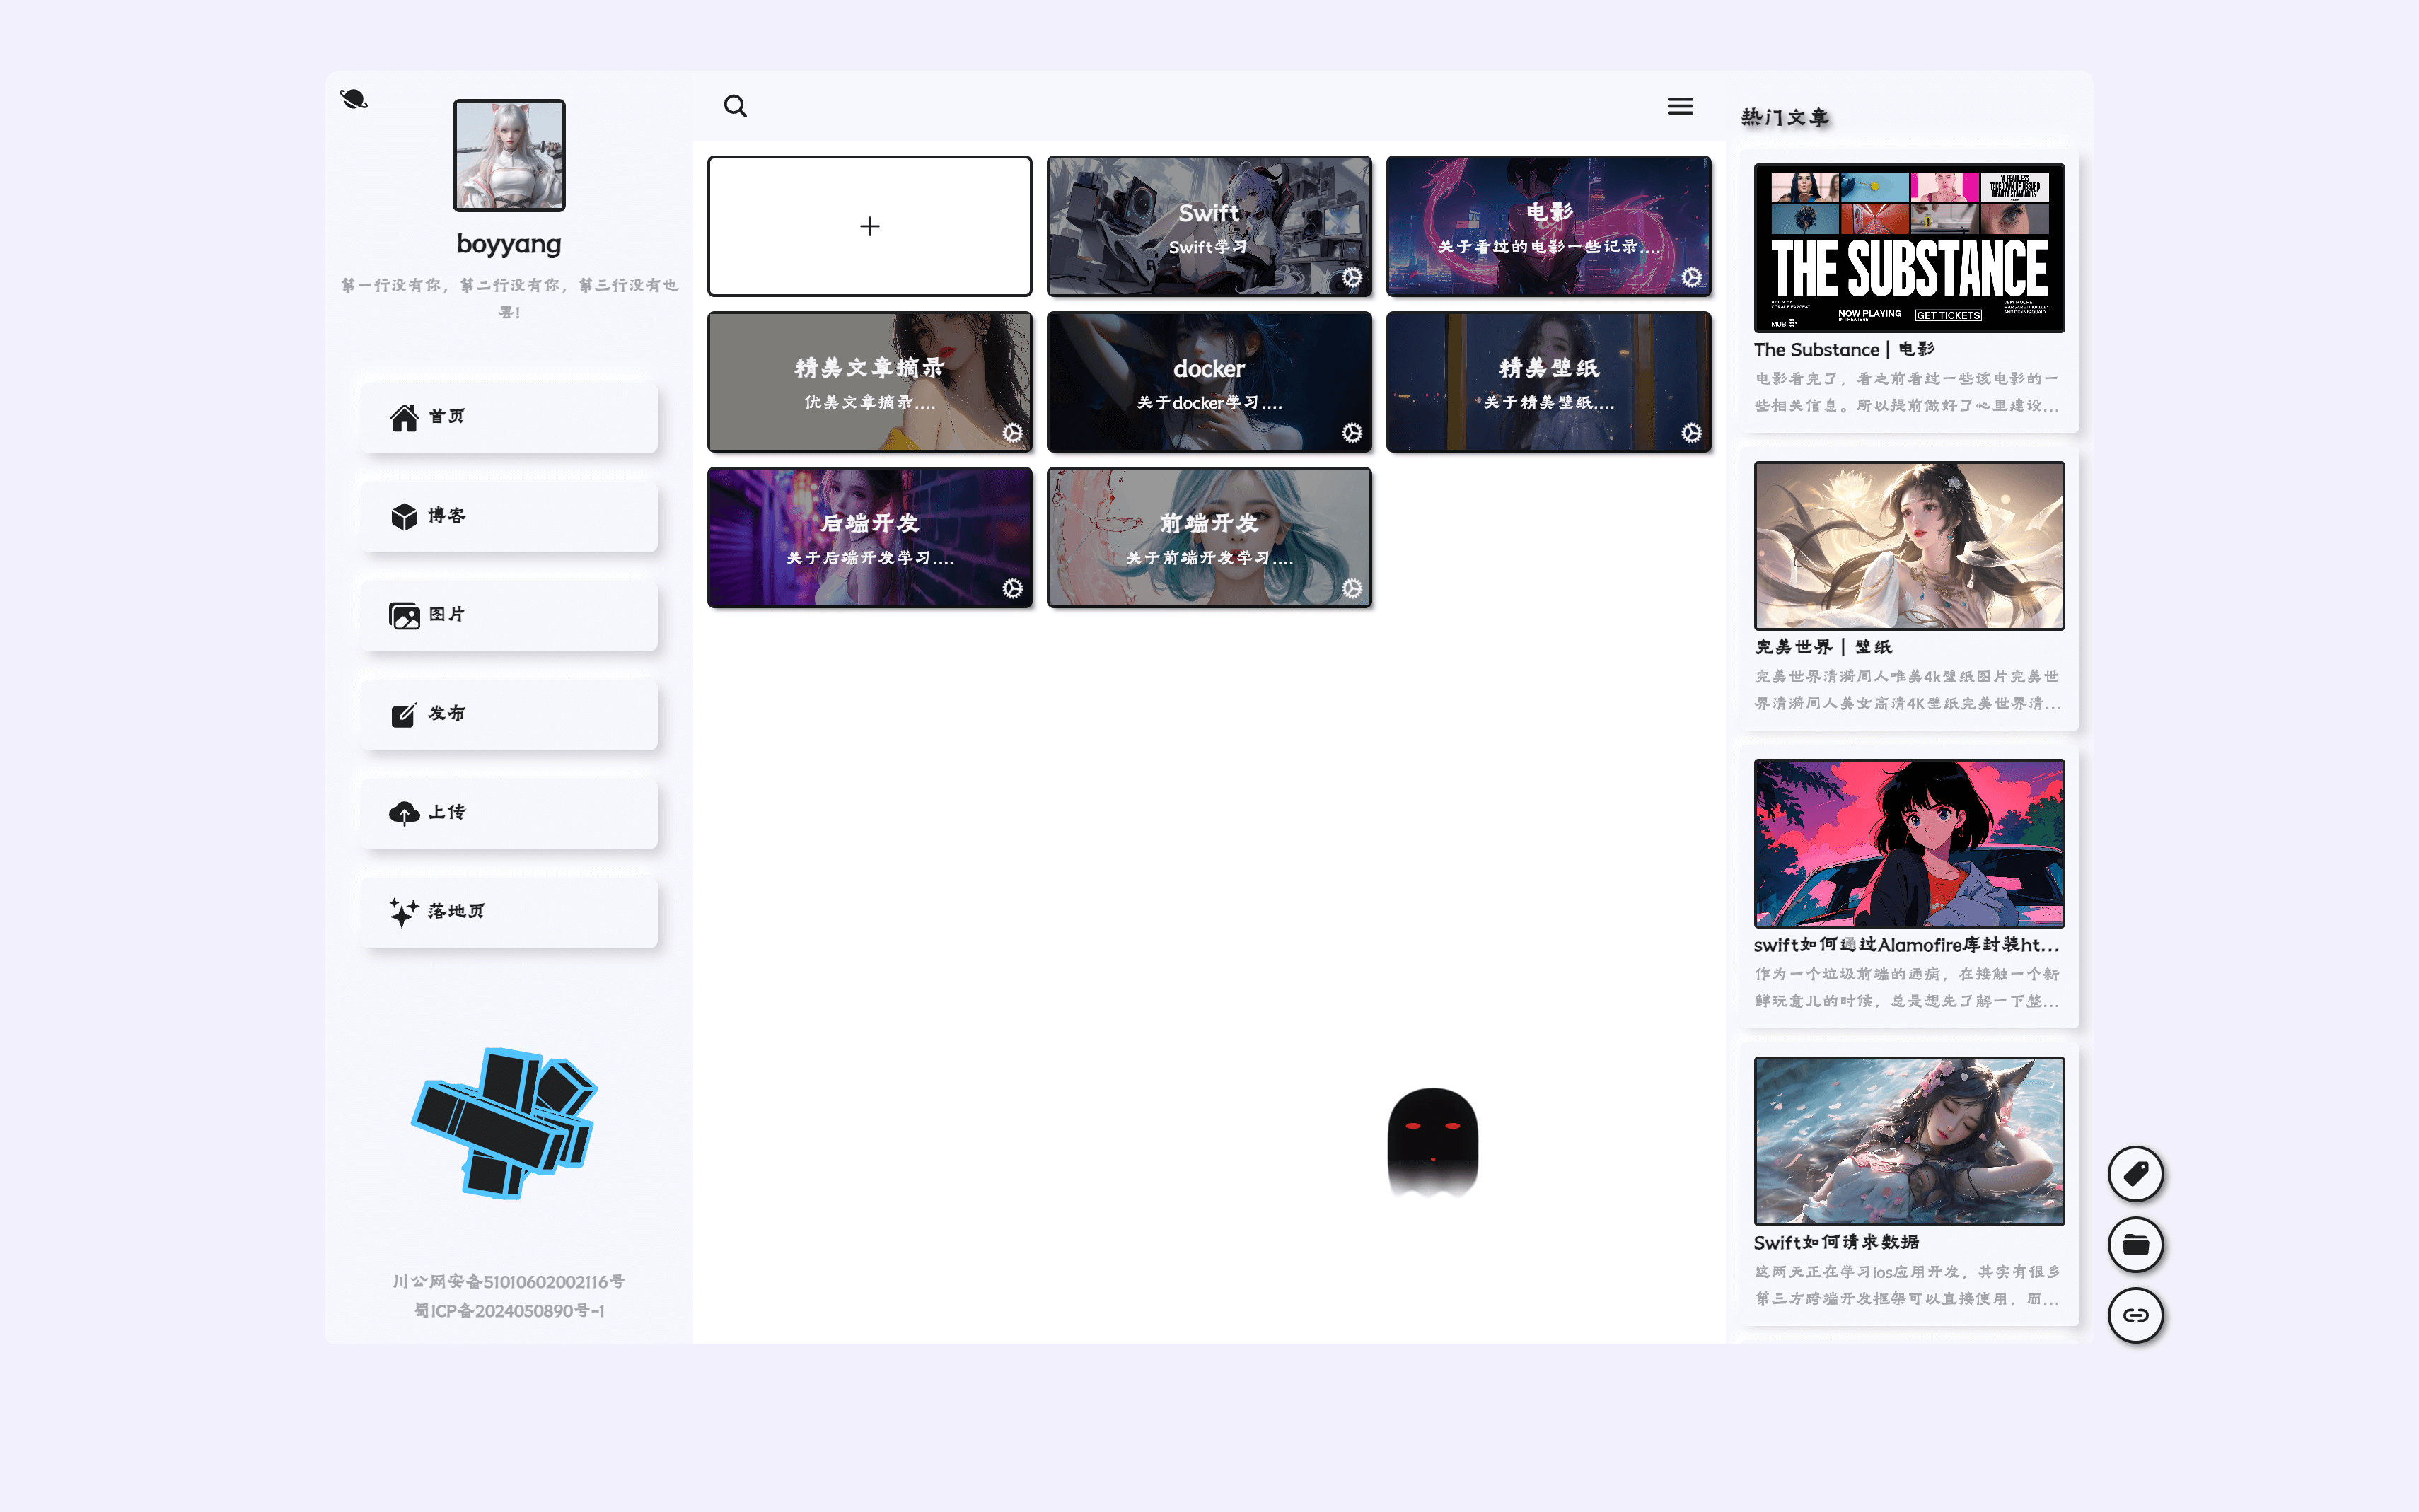 boyyang
第一行没有你，第二行没有你，第三行没有也
罢!
首页
博客
图片
发布
上传
落地页
川公网安备51010602002116号
蜀ICP备2024050890号-1
Swift
Swift学习
电影
关于看过的电影一些记录....
精美文章摘录
优美文章摘录....
docker
关于docker学习....
精美壁纸
关于精美壁纸....
后端开发
关于后端开发学习....
前端开发
关于前端开发学习....
热门文章
'A FEARLESS
TAKEDOWN OF ABSURD
BEAUTY STANDARDS'
THE SUBSTANCE
NOW PLAYING
IN THEATERS
GET TICKETS
MUBI
The Substance | 电影
电影看完了，看之前看过一些该电影的一
些相关信息。所以提前做好了心里建设...
完美世界 | 壁纸
完美世界清漪同人唯美4k壁纸图片完美世
界清漪同人美女高清4K壁纸完美世界清...
swift如何通过Alamofire库封装ht...
作为一个垃圾前端的通病，在接触一个新
鲜玩意儿的时候，总是想先了解一下整...
Swift如何请求数据
这两天正在学习ios应用开发，其实有很多
第三方跨端开发框架可以直接使用，而...